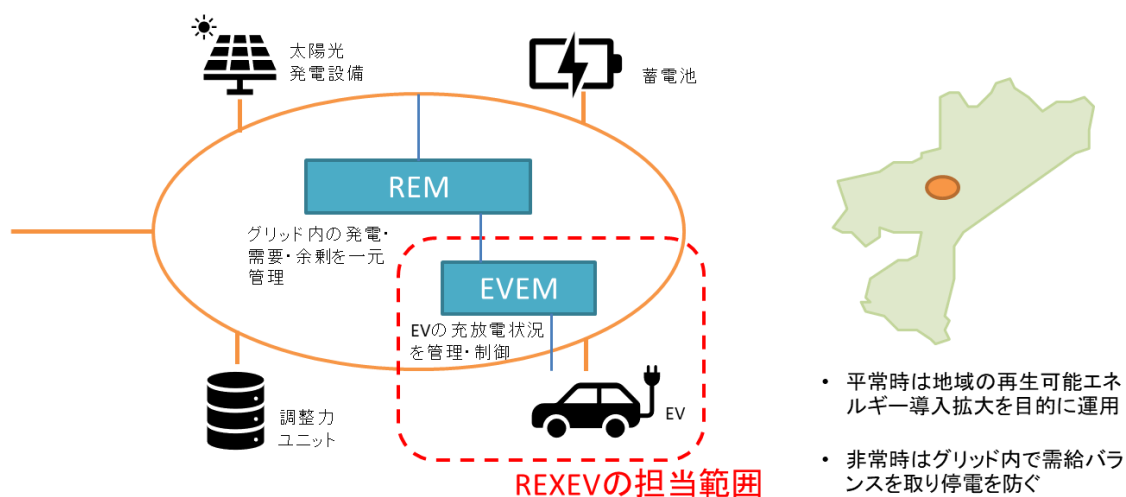 太陽光
発電設備
蓄電池
REM
グリッド内の発電・
需要・余剰を一元
管理
EVEM
EVの充放電状況
を管理・制御
調整力
ユニット
EV
REXEVの担当範囲
• 平常時は地域の再生可能エネ
ルギー導入拡大を目的に運用
• 非常時はグリッド内で需給バラ
ンスを取り停電を防ぐ